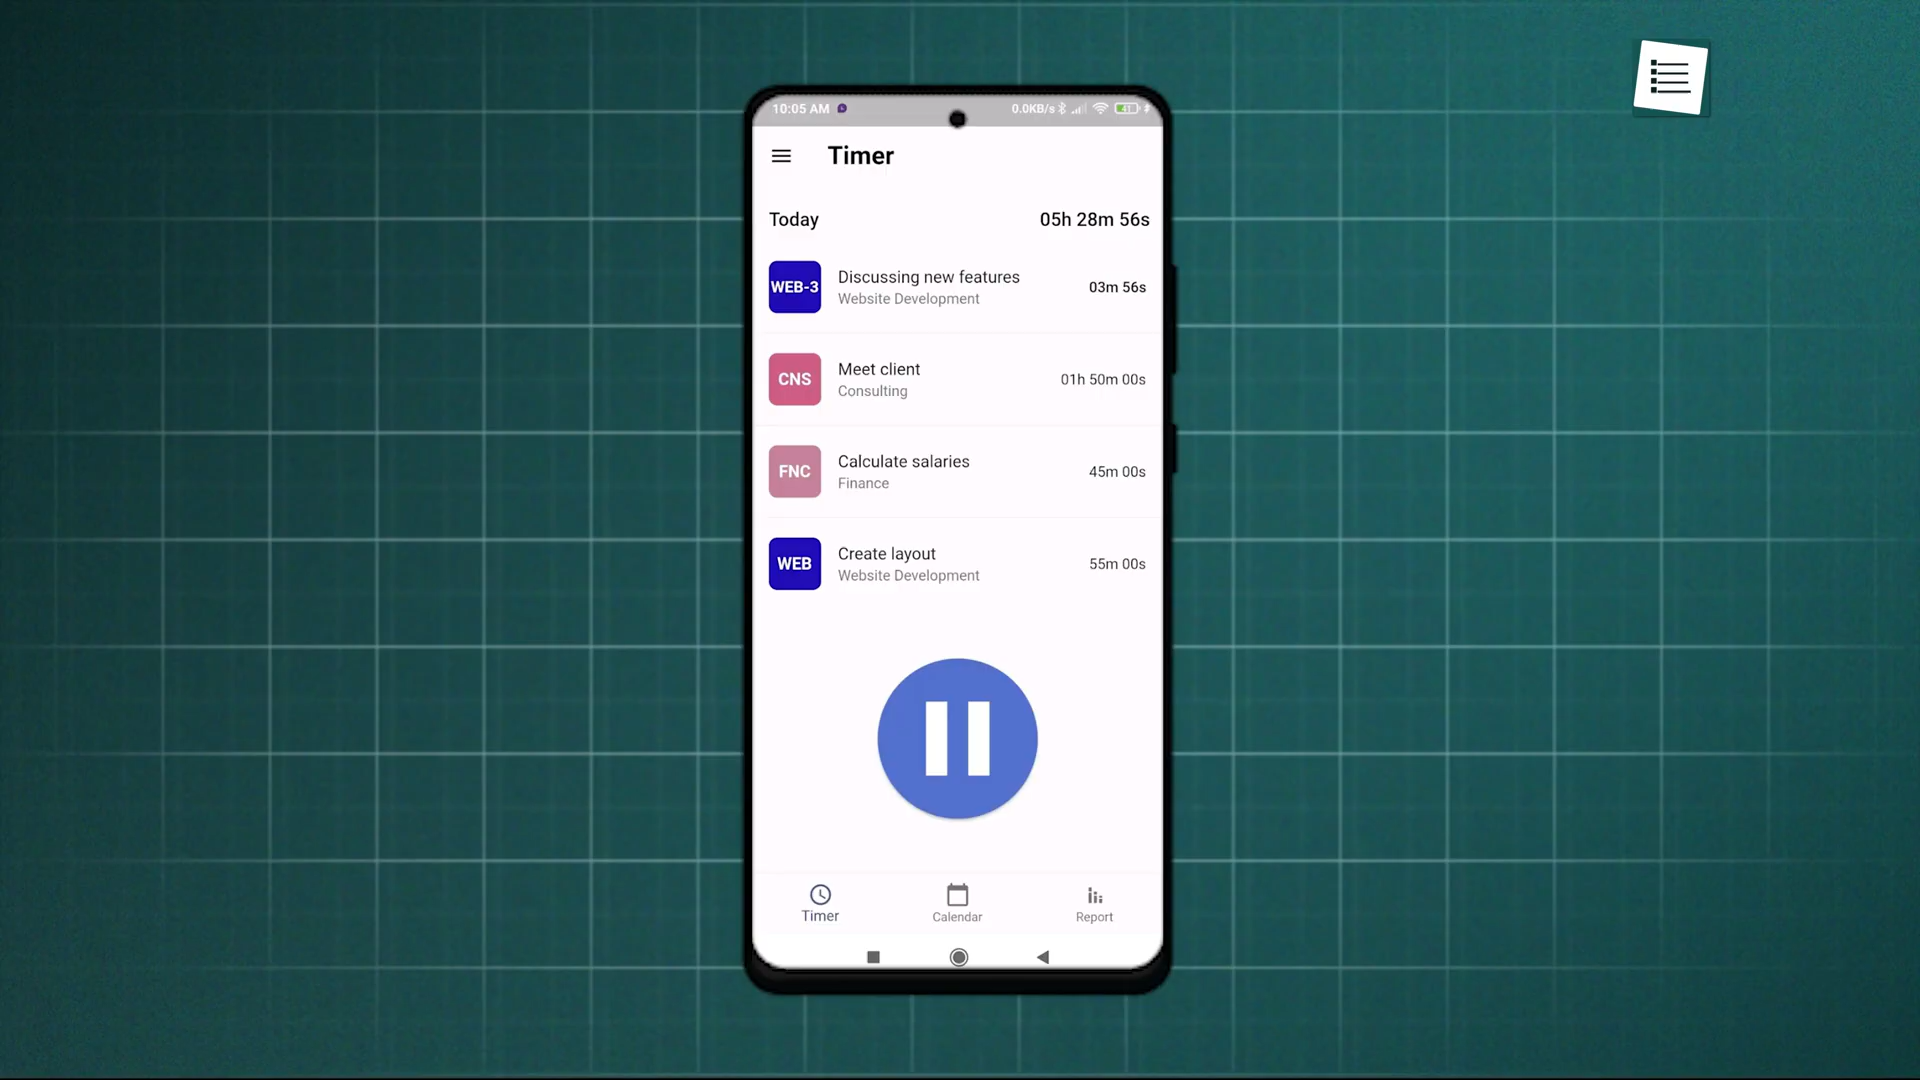 10:05 AM 0.0KB/s 41
Timer
Today 05h 28m 56s
WEB-3 Discussing new features 03m 56s
Website Development
CNS Meet client 01h 50m 00s
Consulting
FNC Calculate salaries 45m 00s
Finance
WEB Create layout 55m 00s
Website Development
Timer Calendar Report